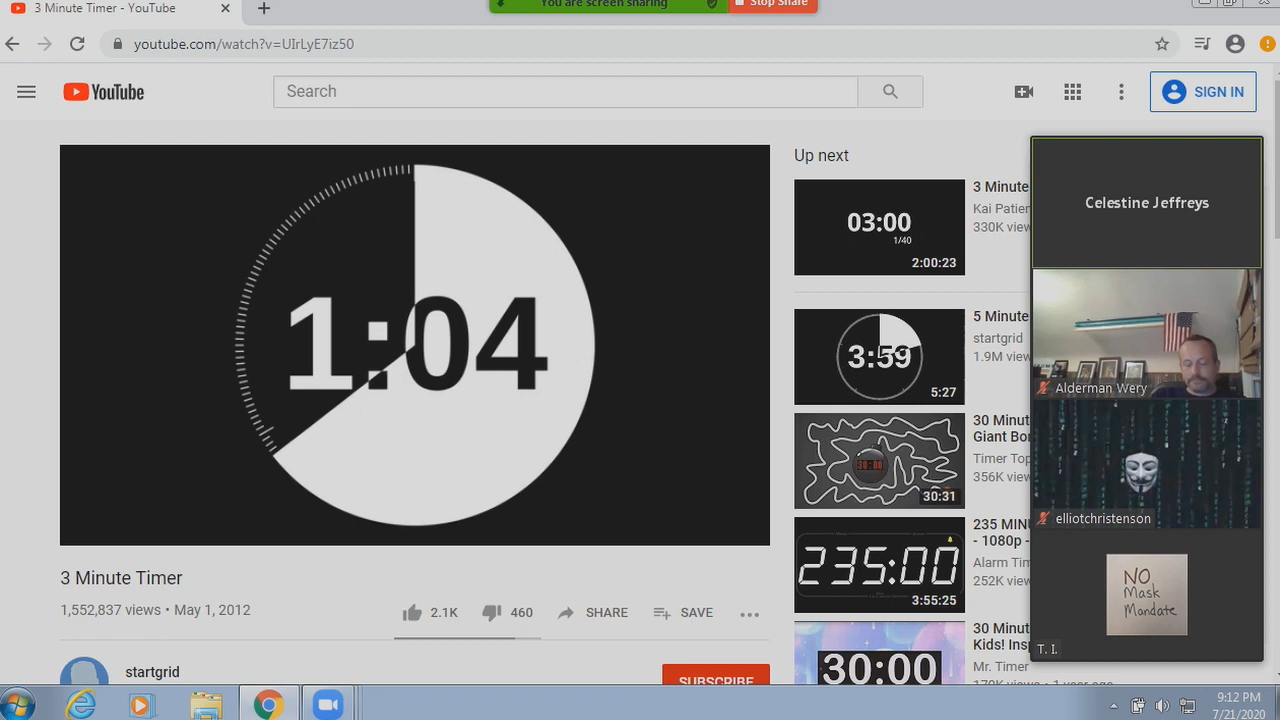 3 Minute Timer - YouTube
You are screen sharing
Stop Share
youtube.com/watch?v=UIrLyE7iz50
YouTube
Search
SIGN IN
1:04
3 Minute Timer
1,552,837 views • May 1, 2012
2.1K
460
SHARE
SAVE
startgrid
SUBSCRIBE
Up next
03:00
1/40
2:00:23
3 Minute
Kai Patien
330K view
3:59
5:27
5 Minute
startgrid
1.9M view
30:00
30:31
30 Minut
Giant Bo
Timer Top
356K view
235:00
3:55:25
235 MIN
- 1080p -
Alarm Tim
252K view
30:00
30 Minut
Kids! Insp
Mr. Timer
Celestine Jeffreys
Alderman Wery
elliotchristenson
NO
Mask
Mandate
T. I.
9:12 PM
7/21/2020